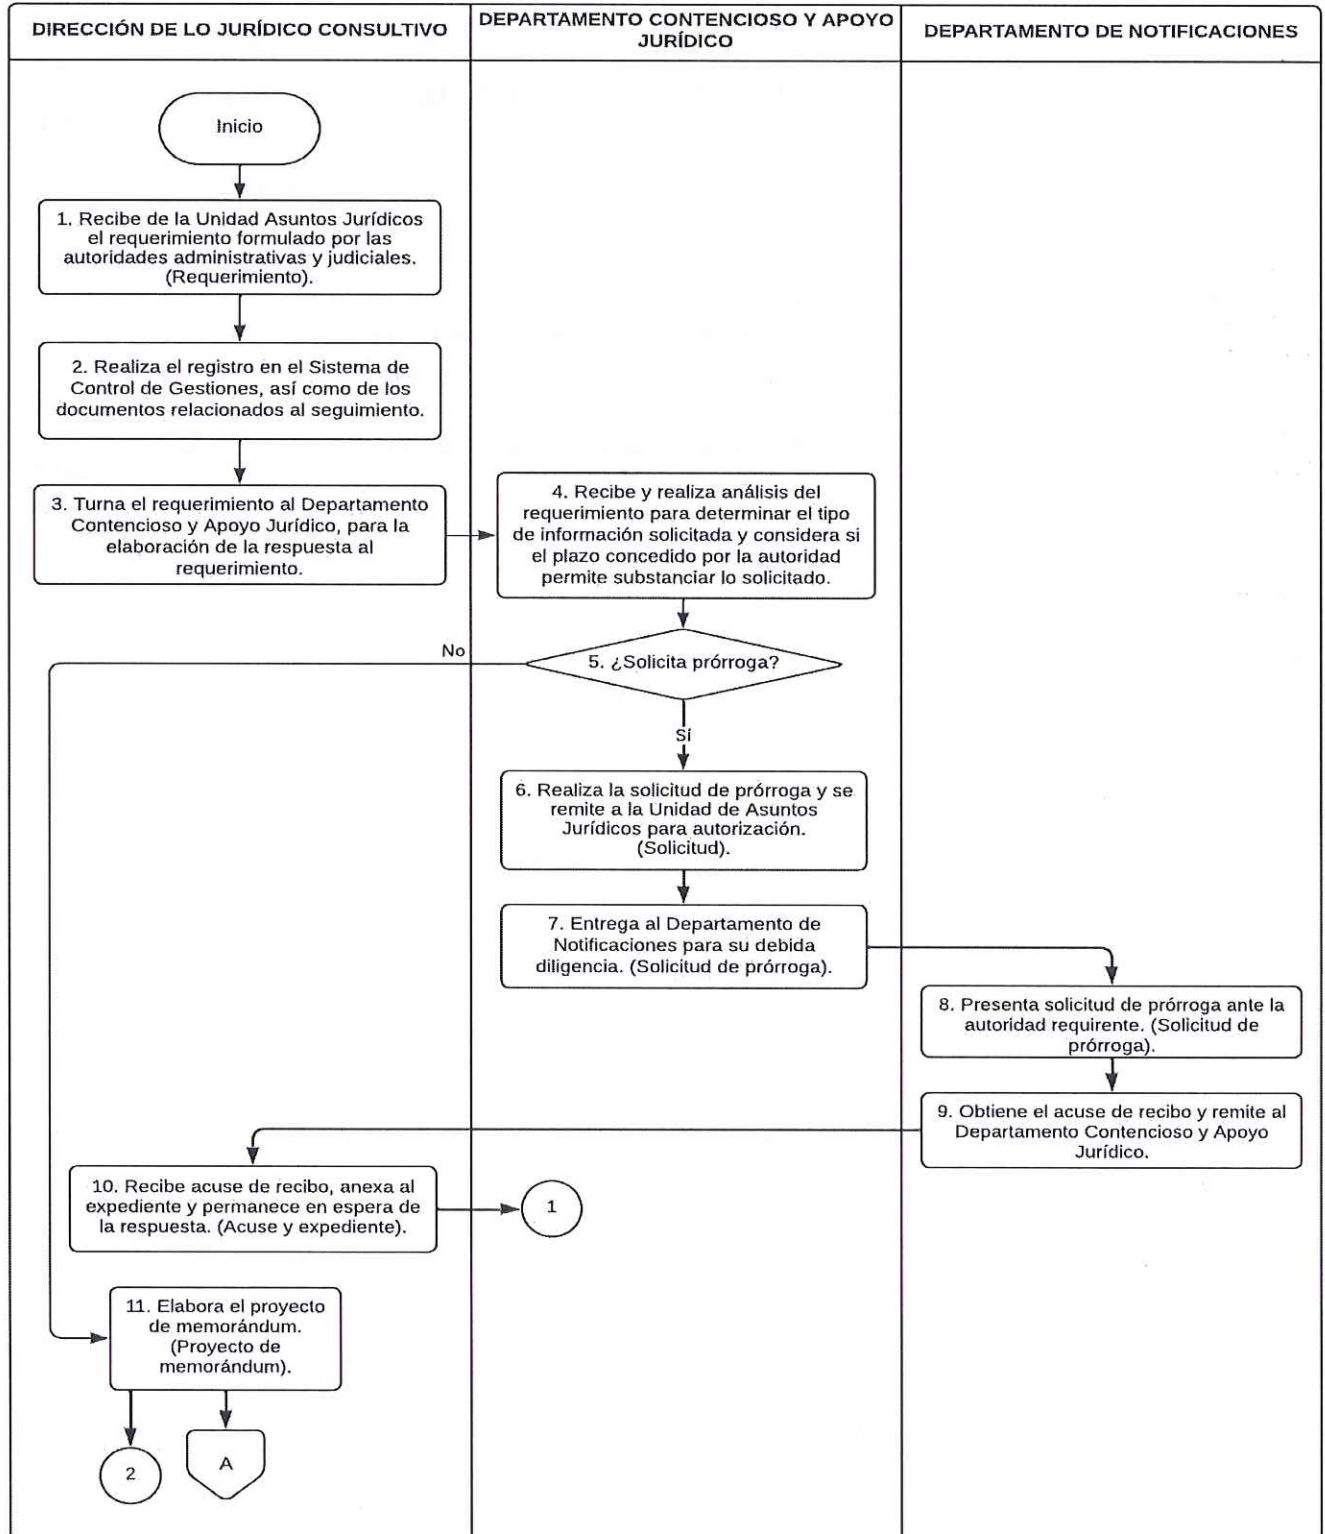 DIRECCIÓN DE LO JURÍDICO CONSULTIVO
DEPARTAMENTO CONTENCIOSO Y APOYO
JURÍDICO
DEPARTAMENTO DE NOTIFICACIONES
Inicio
1. Recibe de la Unidad Asuntos Jurídicos
el requerimiento formulado por las
autoridades administrativas y judiciales.
(Requerimiento).
2. Realiza el registro en el Sistema de
Control de Gestiones, así como de los
documentos relacionados al seguimiento.
3. Turna el requerimiento al Departamento
Contencioso y Apoyo Jurídico, para la
elaboración de la respuesta al
requerimiento.
4. Recibe y realiza análisis del
requerimiento para determinar el tipo
de información solicitada y considera si
el plazo concedido por la autoridad
permite substanciar lo solicitado.
No
5. ¿Solicita prórroga?
Sí
6. Realiza la solicitud de prórroga y se
remite a la Unidad de Asuntos
Jurídicos para autorización.
(Solicitud).
7. Entrega al Departamento de
Notificaciones para su debida
diligencia. (Solicitud de prórroga).
8. Presenta solicitud de prórroga ante la
autoridad requirente. (Solicitud de
prórroga).
9. Obtiene el acuse de recibo y remite al
Departamento Contencioso y Apoyo
Jurídico.
10. Recibe acuse de recibo, anexa al
expediente y permanece en espera de
la respuesta. (Acuse y expediente).
1
11. Elabora el proyecto
de memorándum.
(Proyecto de
memorándum).
2
A